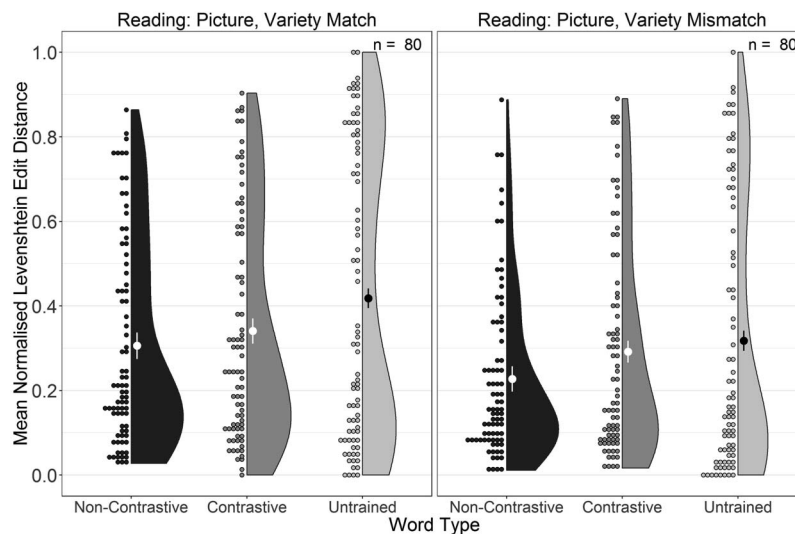 Reading: Picture, Variety Match
Reading: Picture, Variety Mismatch
n = 80
n = 80
Mean Normalised Levenshtein Edit Distance
1.0
0.8
0.6
0.4
0.2
0.0
Non-Contrastive
Contrastive
Untrained
Non-Contrastive
Contrastive
Untrained
Word Type